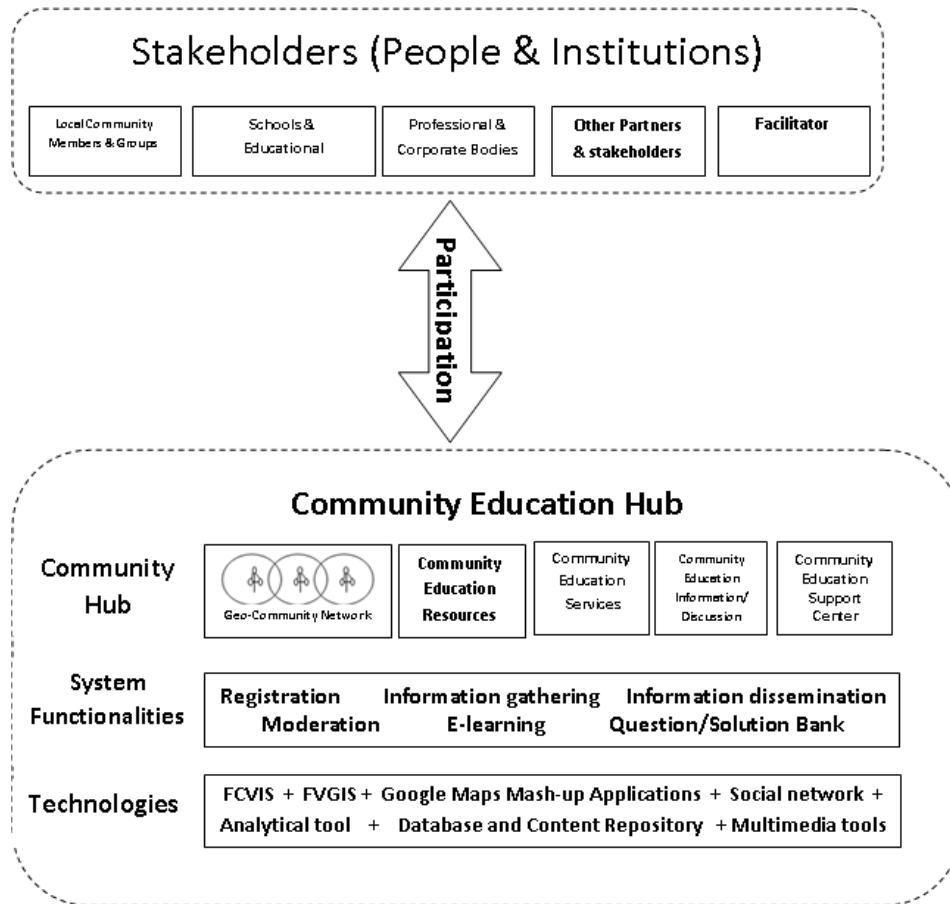 Stakeholders (People & Institutions)
Local Community
Members & Groups
Schools &
Educational
Professional &
Corporate Bodies
Other Partners
& stakeholders
Facilitator
Participation
Community Education Hub
Community
Hub
Geo-Community Network
Community
Education
Resources
Community
Education
Services
Community
Education
Information/
Discussion
Community
Education
Support
Center
System
Functionalities
Registration Information gathering Information dissemination
Moderation E-learning Question/Solution Bank
Technologies
FCVIS + FVGIS + Google Maps Mash-up Applications + Social network +
Analytical tool + Database and Content Repository + Multimedia tools